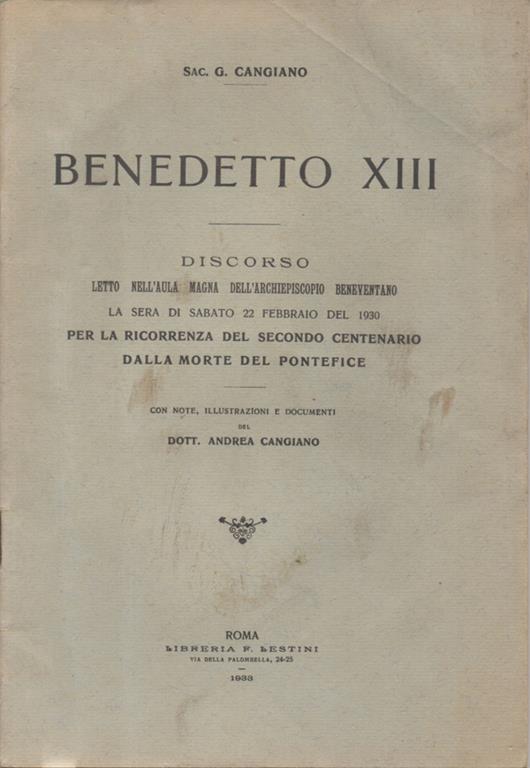 SAC. G. CANGIANO
BENEDETTO XIII
DISCORSO
LETTO NELL'AULA MAGNA DELL'ARCHIEPISCOPIO BENEVENTANO
LA SERA DI SABATO 22 FEBBRAIO DEL 1930
PER LA RICORRENZA DEL SECONDO CENTENARIO
DALLA MORTE DEL PONTEFICE
CON NOTE, ILLUSTRAZIONI E DOCUMENTI
DEL
DOTT. ANDREA CANGIANO
ROMA
LIBRERIA F. LESTINI
VIA DELLA PALOMBELLA, 24-25
1933